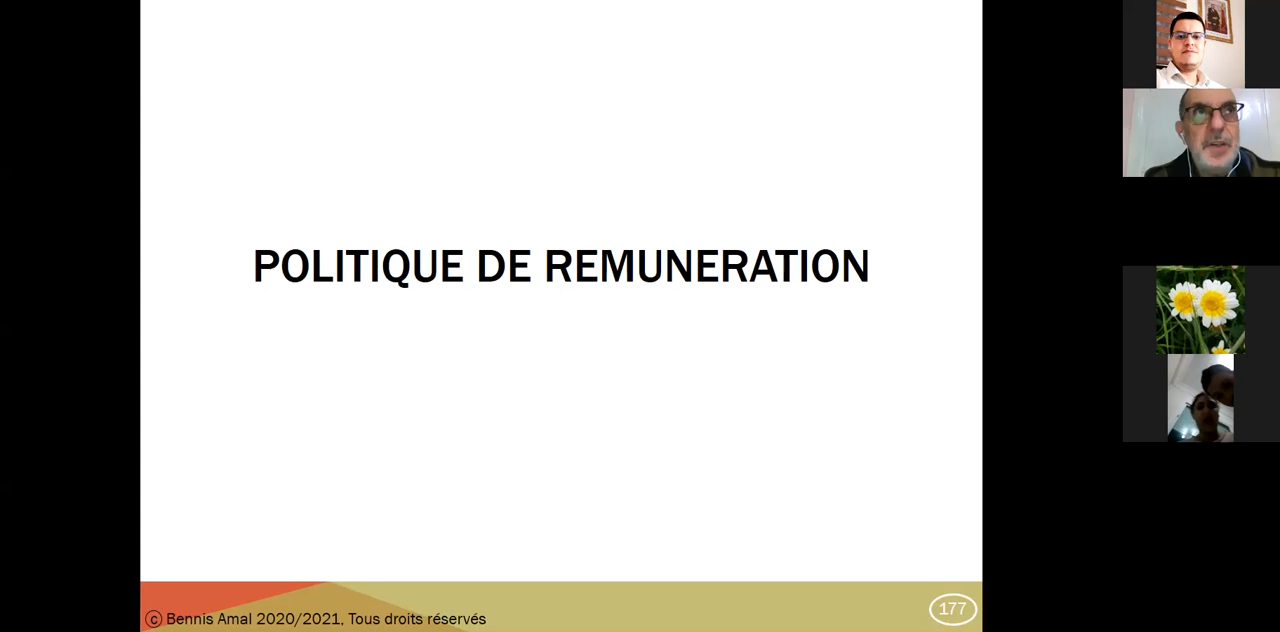 POLITIQUE DE REMUNERATION
ⓒ Bennis Amal 2020/2021, Tous droits réservés
177